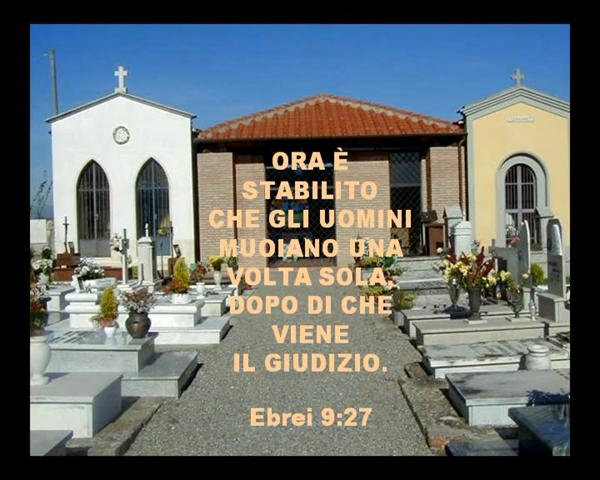 ORA È
STABILITO
CHE GLI UOMINI
MUOIANO UNA
VOLTA SOLA,
DOPO DI CHE
VIENE
IL GIUDIZIO.
Ebrei 9:27